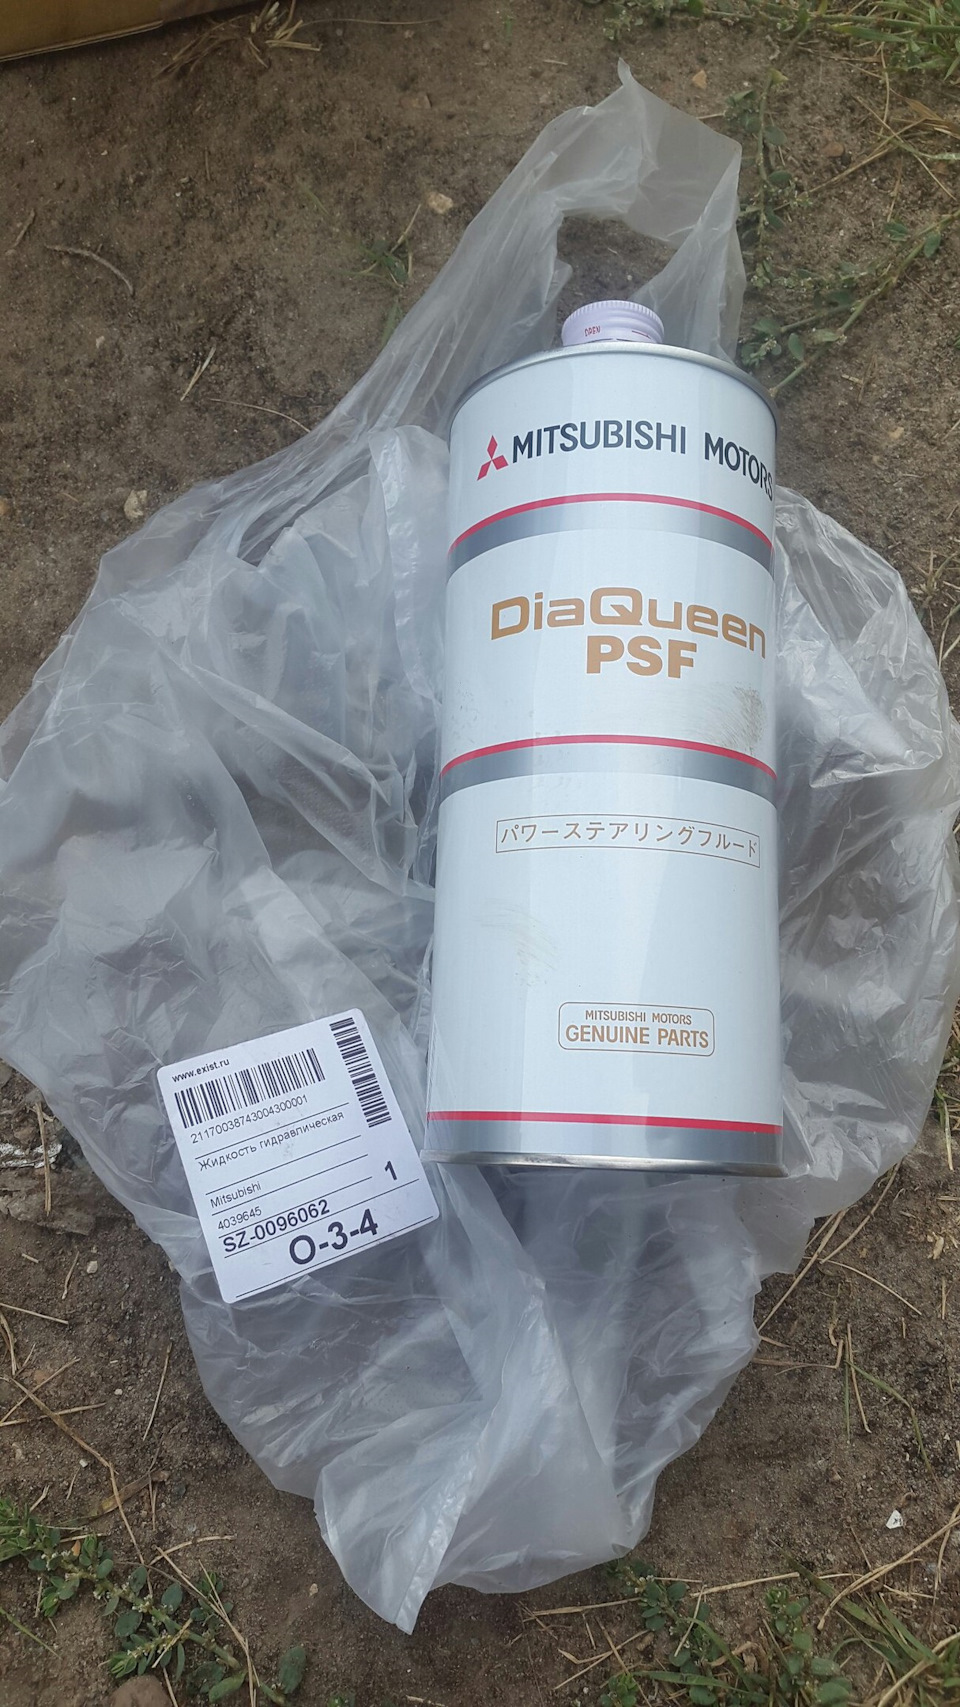 OPEN
MITSUBISHI MOTORS
DiaQueen
PSF
パワーステアリングフルード
MITSUBISHI MOTORS
GENUINE PARTS
www.exist.ru
21170038743004300001
Жидкость гидравлическая
Mitsubishi
4039645
1
SZ-0096062
O-3-4